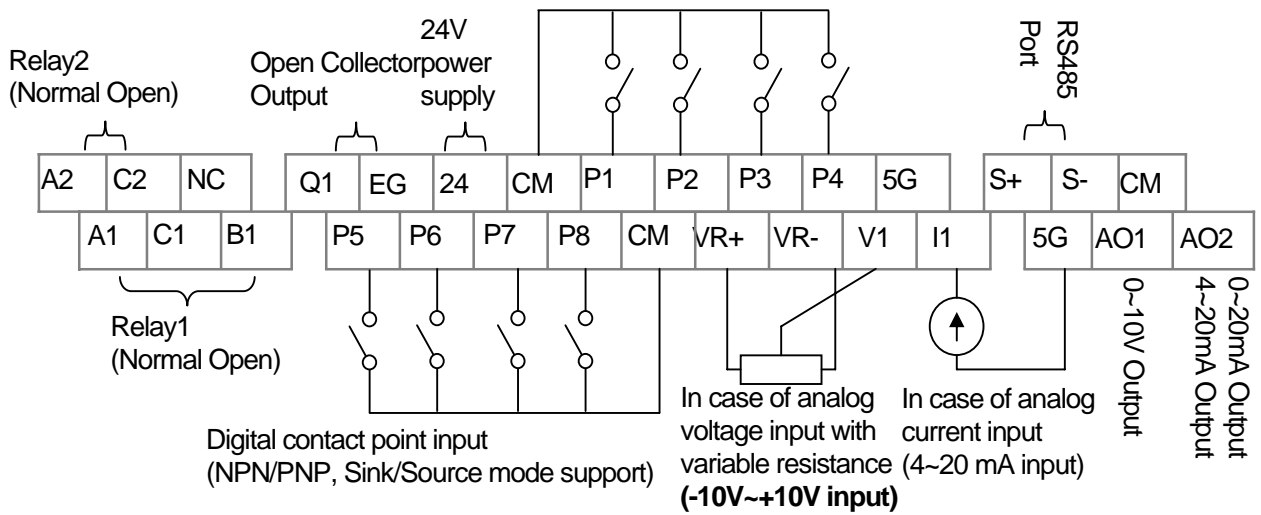 Relay2
(Normal Open)
Open Collector
Output
24V
power
supply
RS485
Port
A2 C2 NC
Q1 EG 24 CM P1 P2 P3 P4 5G
S+ S- CM
A1 C1 B1
P5 P6 P7 P8 CM VR+ VR- V1 I1
5G AO1 AO2
Relay1
(Normal Open)
Digital contact point input
(NPN/PNP, Sink/Source mode support)
In case of analog
voltage input with
variable resistance
(-10V~+10V input)
In case of analog
current input
(4~20 mA input)
0~10V Output
0~20mA Output
4~20mA Output